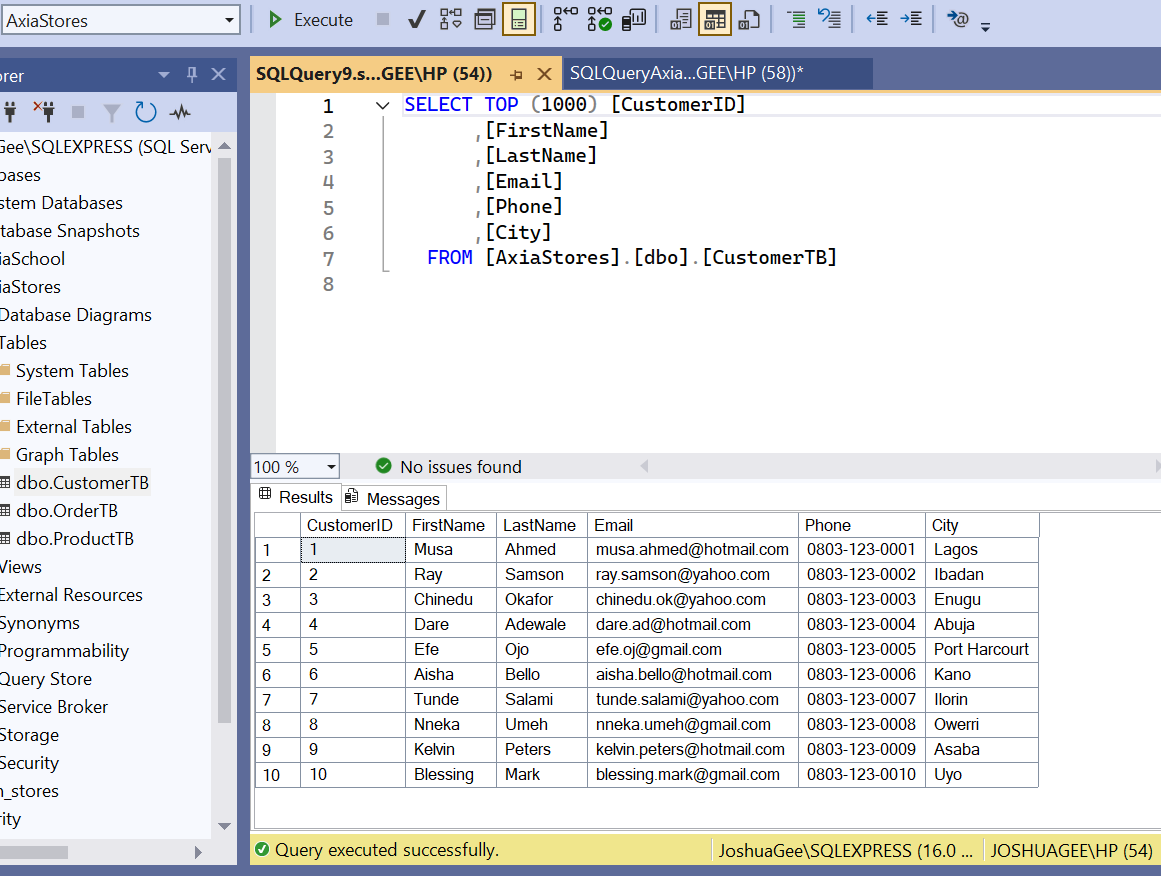 AxiaStores
Execute
orer
SQLQuery9.s...GEE\HP (54))
SQLQueryAxia...GEE\HP (58))*
Gee\SQLEXPRESS (SQL Serv
bases
stem Databases
tabase Snapshots
iaSchool
iaStores
Database Diagrams
Tables
System Tables
FileTables
External Tables
Graph Tables
dbo.CustomerTB
dbo.OrderTB
dbo.ProductTB
Views
External Resources
Synonyms
Programmability
Query Store
Service Broker
Storage
Security
n_stores
rity
1 SELECT TOP (1000) [CustomerID]
2 ,[FirstName]
3 ,[LastName]
4 ,[Email]
5 ,[Phone]
6 ,[City]
7 FROM [AxiaStores].[dbo].[CustomerTB]
8
100 % No issues found
Results Messages
CustomerID FirstName LastName Email Phone City
1 1 Musa Ahmed musa.ahmed@hotmail.com 0803-123-0001 Lagos
2 2 Ray Samson ray.samson@yahoo.com 0803-123-0002 Ibadan
3 3 Chinedu Okafor chinedu.ok@yahoo.com 0803-123-0003 Enugu
4 4 Dare Adewale dare.ad@hotmail.com 0803-123-0004 Abuja
5 5 Efe Ojo efe.oj@gmail.com 0803-123-0005 Port Harcourt
6 6 Aisha Bello aisha.bello@hotmail.com 0803-123-0006 Kano
7 7 Tunde Salami tunde.salami@yahoo.com 0803-123-0007 Ilorin
8 8 Nneka Umeh nneka.umeh@gmail.com 0803-123-0008 Owerri
9 9 Kelvin Peters kelvin.peters@hotmail.com 0803-123-0009 Asaba
10 10 Blessing Mark blessing.mark@gmail.com 0803-123-0010 Uyo
Query executed successfully. JoshuaGee\SQLEXPRESS (16.0 ... JOSHUAGEE\HP (54)